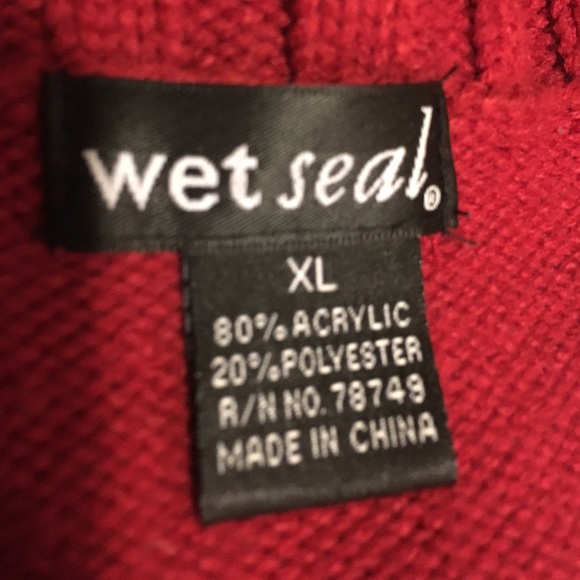 wet seal®
XL
80% ACRYLIC
20% POLYESTER
R/N NO. 78749
MADE IN CHINA